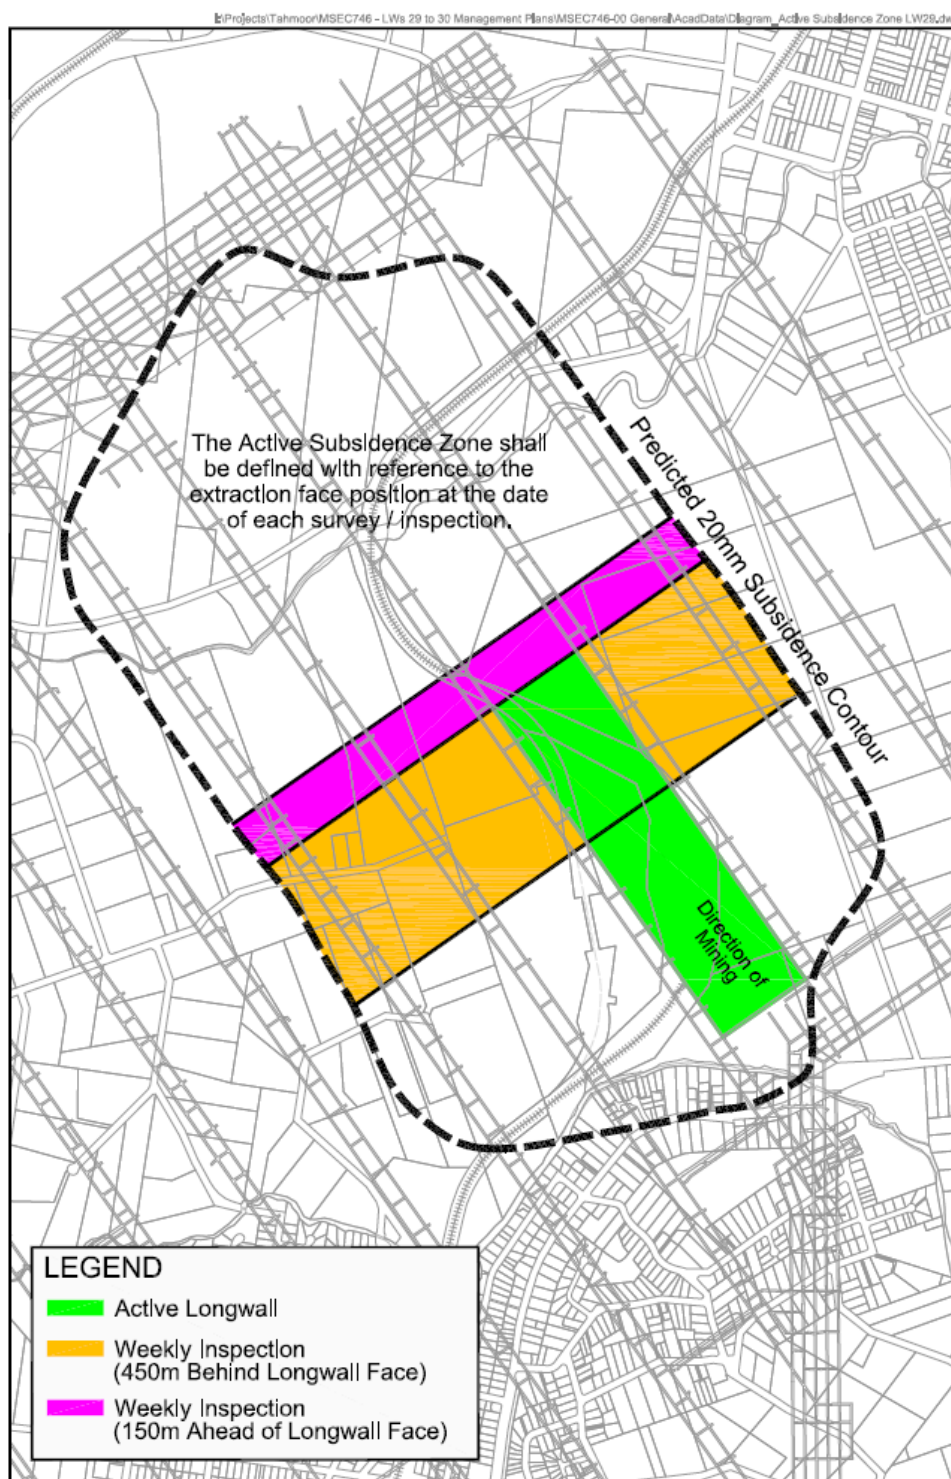 I:\Projects\Tahmoor\MSEC746 - LWs 29 to 30 Management Plans\MSEC746-00 General\AcadData\Diagram_Active Subsidence Zone LW29.dw
The Active Subsidence Zone shall
be defined with reference to the
extraction face position at the date
of each survey / inspection.
Predicted 20mm Subsidence Contour
Direction of
Mining
LEGEND
Active Longwall
Weekly Inspection
(450m Behind Longwall Face)
Weekly Inspection
(150m Ahead of Longwall Face)